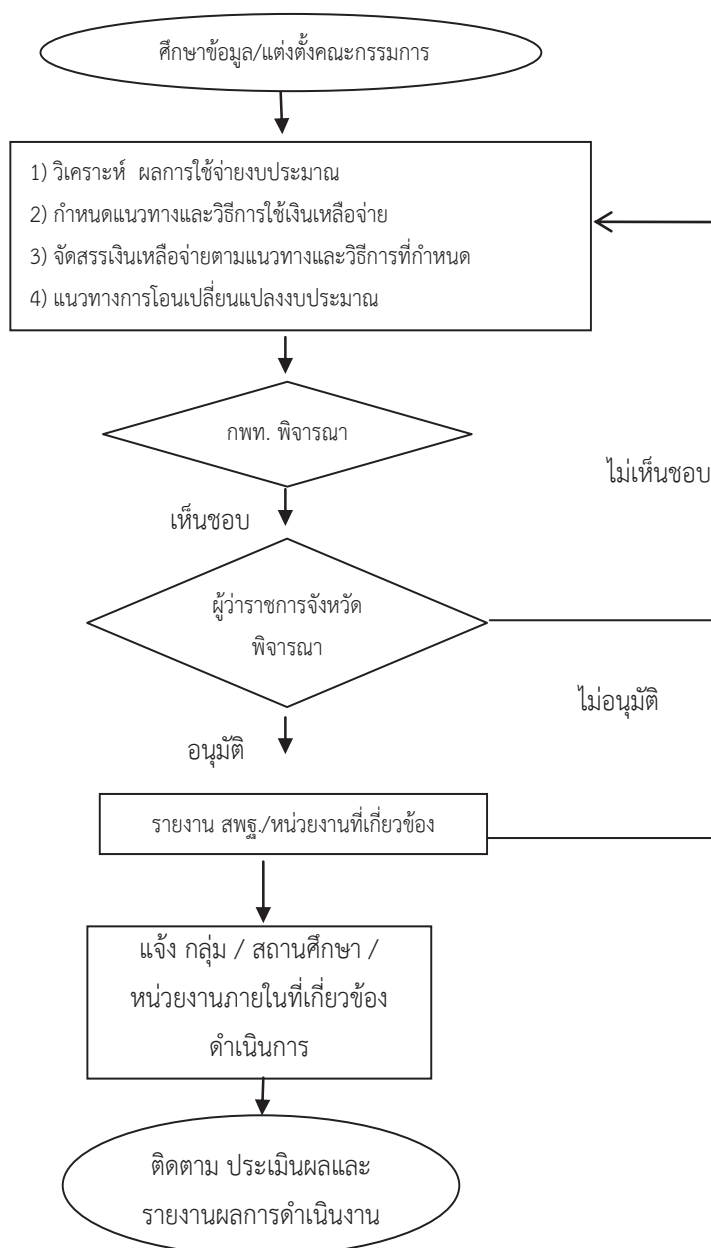 ศึกษาข้อมูล/แต่งตั้งคณะกรรมการ
1) วิเคราะห์ ผลการใช้จ่ายงบประมาณ
2) กำหนดแนวทางและวิธีการใช้เงินเหลือจ่าย
3) จัดสรรเงินเหลือจ่ายตามแนวทางและวิธีการที่กำหนด
4) แนวทางการโอนเปลี่ยนแปลงงบประมาณ
กพท. พิจารณา
ไม่เห็นชอบ
เห็นชอบ
ผู้ว่าราชการจังหวัด
พิจารณา
ไม่อนุมัติ
อนุมัติ
รายงาน สพฐ./หน่วยงานที่เกี่ยวข้อง
แจ้ง กลุ่ม / สถานศึกษา /
หน่วยงานภายในที่เกี่ยวข้อง
ดำเนินการ
ติดตาม ประเมินผลและ
รายงานผลการดำเนินงาน